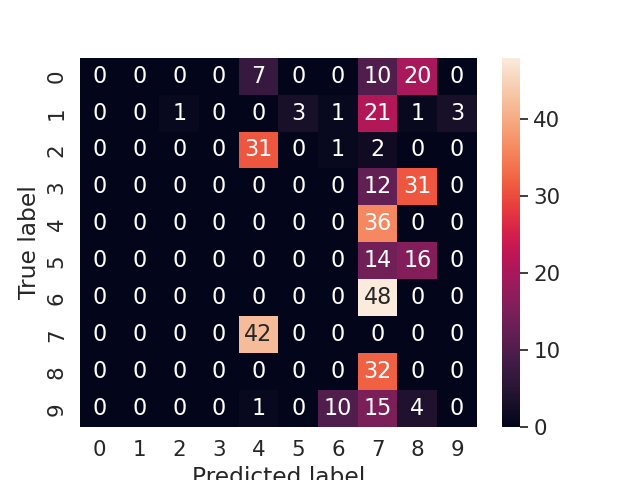 0 0 0 0 0 7 0 0 10 20 0
1 0 0 1 0 0 3 1 21 1 3
2 0 0 0 0 31 0 1 2 0 0
3 0 0 0 0 0 0 0 12 31 0
4 0 0 0 0 0 0 0 36 0 0
5 0 0 0 0 0 0 0 14 16 0
6 0 0 0 0 0 0 0 48 0 0
7 0 0 0 0 42 0 0 0 0 0
8 0 0 0 0 0 0 0 32 0 0
9 0 0 0 0 1 0 10 15 4 0
0 1 2 3 4 5 6 7 8 9
True label
Predicted label
40
30
20
10
0